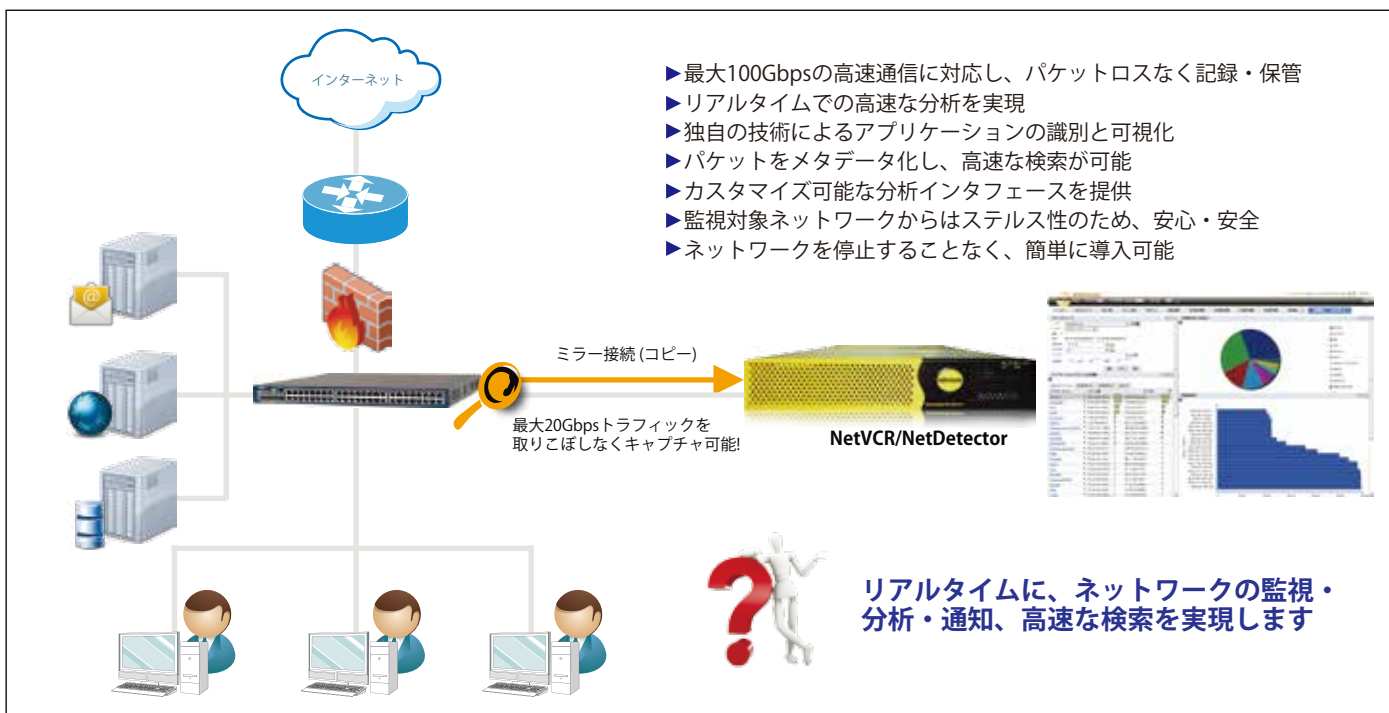 インターネット
▶最大100Gbpsの高速通信に対応し、パケットロスなく記録・保管
▶リアルタイムでの高速な分析を実現
▶独自の技術によるアプリケーションの識別と可視化
▶パケットをメタデータ化し、高速な検索が可能
▶カスタマイズ可能な分析インタフェースを提供
▶監視対象ネットワークからはステルス性のため、安心・安全
▶ネットワークを停止することなく、簡単に導入可能
ミラー接続 (コピー)
最大20Gbpsトラフィックを
取りこぼしなくキャプチャ可能!
NetVCR/NetDetector
リアルタイムに、ネットワークの監視・
分析・通知、高速な検索を実現します